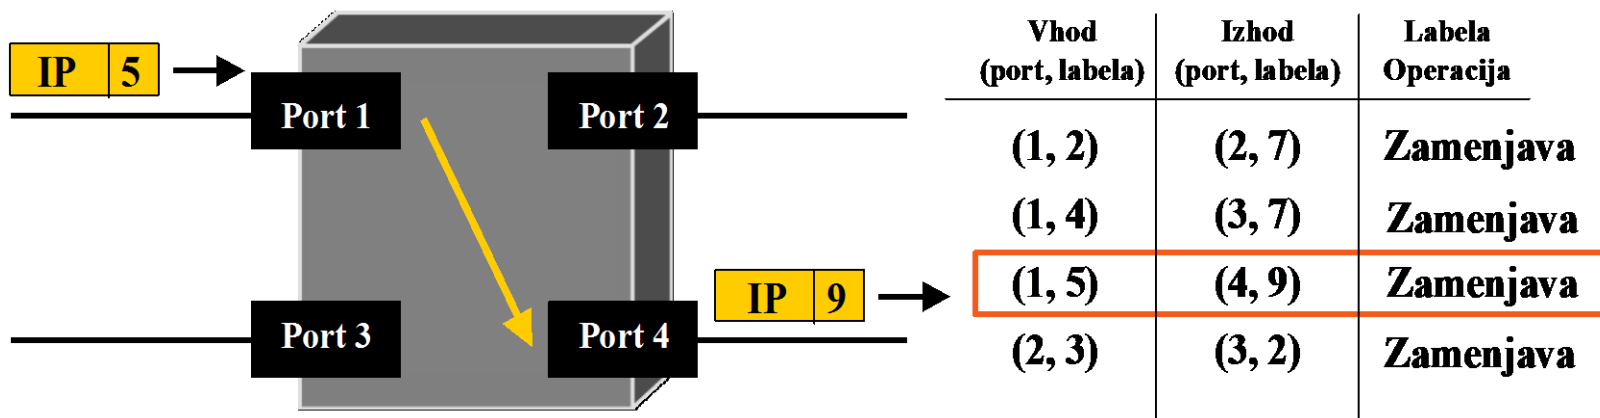 IP 5
Port 1
Port 2
Port 3
Port 4
IP 9
Vhod Izhod Labela
(port, labela) (port, labela) Operacija
(1, 2) (2, 7) Zamenjava
(1, 4) (3, 7) Zamenjava
(1, 5) (4, 9) Zamenjava
(2, 3) (3, 2) Zamenjava